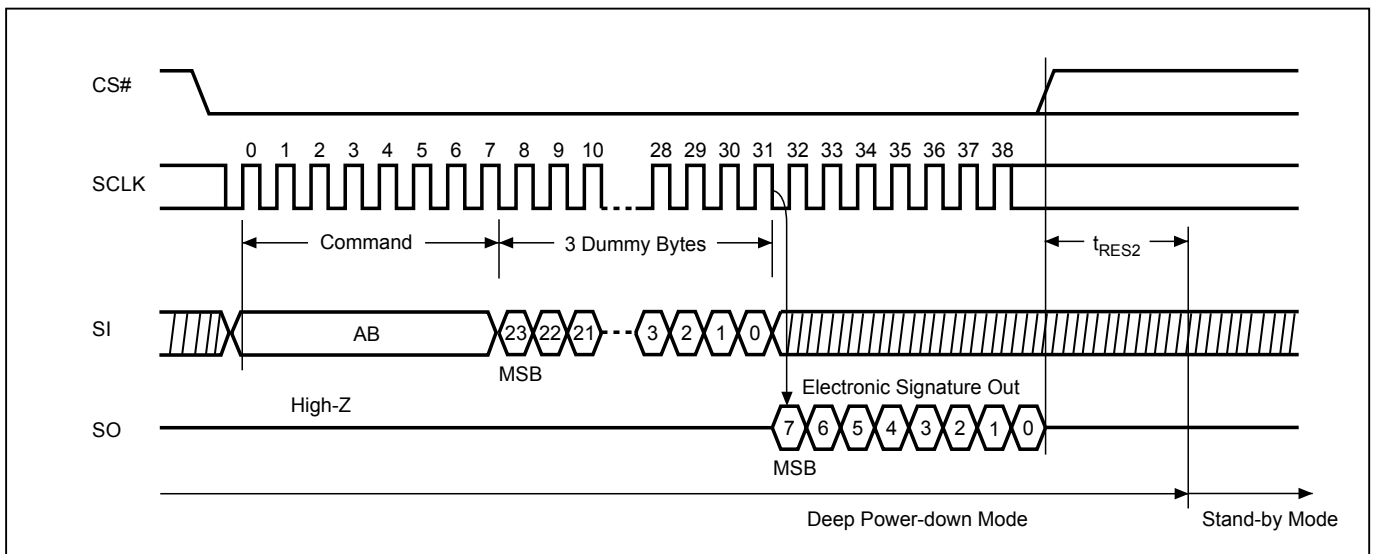 CS#
0 1 2 3 4 5 6 7 8 9 10 28 29 30 31 32 33 34 35 36 37 38
SCLK
Command 3 Dummy Bytes tRES2
SI AB 23 22 21 3 2 1 0
MSB
Electronic Signature Out
High-Z
SO 7 6 5 4 3 2 1 0
MSB
Deep Power-down Mode Stand-by Mode